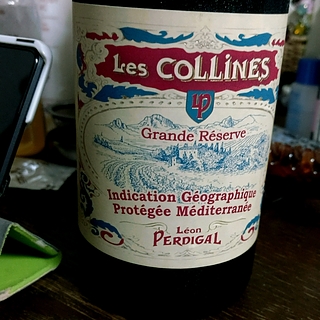 Les COLLINES
LP
Grande Réserve
Indication Géographique
Protégée Méditerranée
Léon
PERDIGAL